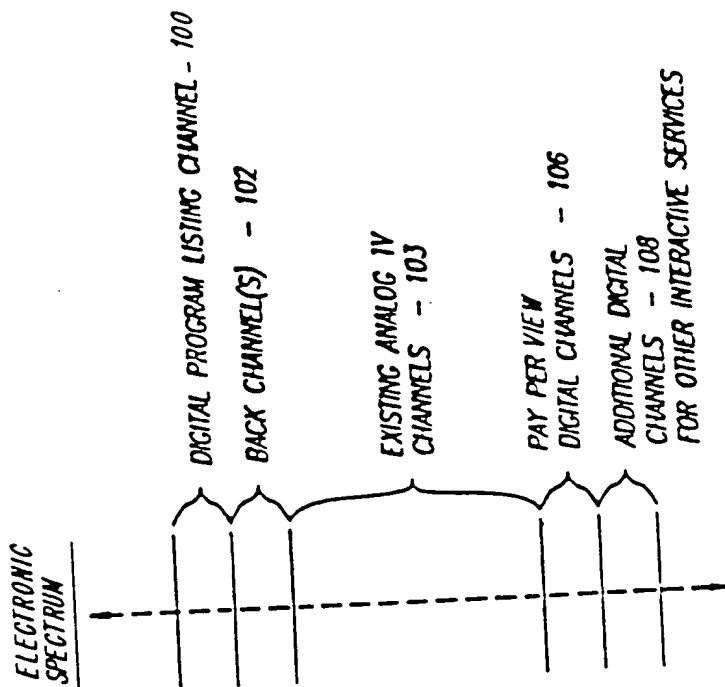 ELECTRONIC
SPECTRUM
DIGITAL PROGRAM LISTING CHANNEL - 100
BACK CHANNEL(S) - 102
EXISTING ANALOG TV
CHANNELS - 103
PAY PER VIEW
DIGITAL CHANNELS - 106
ADDITIONAL DIGITAL
CHANNELS - 108
FOR OTHER INTERACTIVE SERVICES